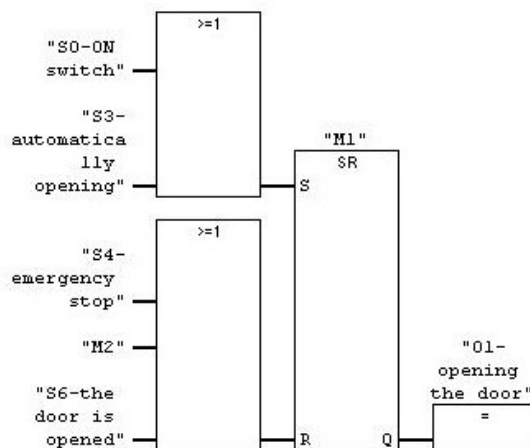 >=1
"S0-ON
switch"
"S3-
automatica
lly
opening"
"M1"
SR
S
>=1
"S4-
emergency
stop"
"M2"
"S6-the
door is
opened"
R
Q
"O1-
opening
the door"
=